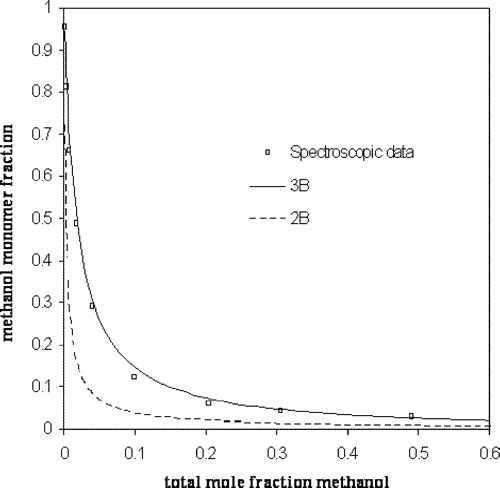 1
0.9
0.8
0.7
0.6
0.5
0.4
0.3
0.2
0.1
0
methanol monomer fraction
Spectroscopic data
3B
2B
0 0.1 0.2 0.3 0.4 0.5 0.6
total mole fraction methanol